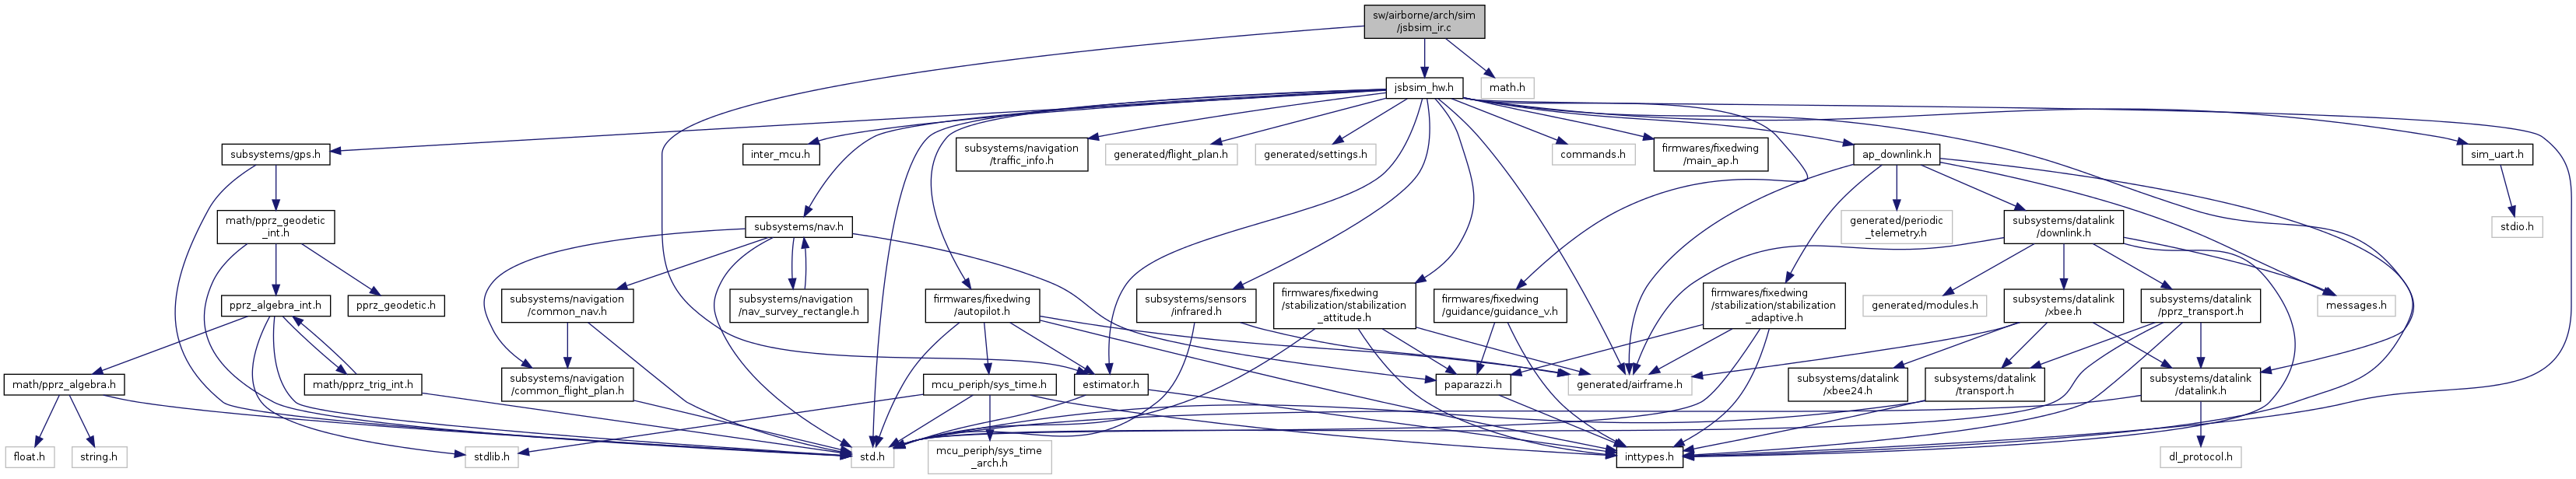 sw/airborne/arch/sim
/jsbsim_ir.c
jsbsim_hw.h
math.h
subsystems/gps.h
inter_mcu.h
subsystems/navigation
/traffic_info.h
generated/flight_plan.h
generated/settings.h
commands.h
firmwares/fixedwing
/main_ap.h
ap_downlink.h
sim_uart.h
math/pprz_geodetic
_int.h
subsystems/nav.h
generated/periodic
_telemetry.h
subsystems/datalink
/downlink.h
stdio.h
pprz_algebra_int.h
pprz_geodetic.h
subsystems/navigation
/common_nav.h
subsystems/navigation
/nav_survey_rectangle.h
firmwares/fixedwing
/autopilot.h
subsystems/sensors
/infrared.h
firmwares/fixedwing
/stabilization/stabilization
_attitude.h
firmwares/fixedwing
/guidance/guidance_v.h
firmwares/fixedwing
/stabilization/stabilization
_adaptive.h
generated/modules.h
subsystems/datalink
/xbee.h
subsystems/datalink
/pprz_transport.h
messages.h
math/pprz_algebra.h
math/pprz_trig_int.h
subsystems/navigation
/common_flight_plan.h
mcu_periph/sys_time.h
estimator.h
paparazzi.h
generated/airframe.h
subsystems/datalink
/xbee24.h
subsystems/datalink
/transport.h
subsystems/datalink
/datalink.h
float.h
string.h
stdlib.h
std.h
mcu_periph/sys_time
_arch.h
inttypes.h
dl_protocol.h